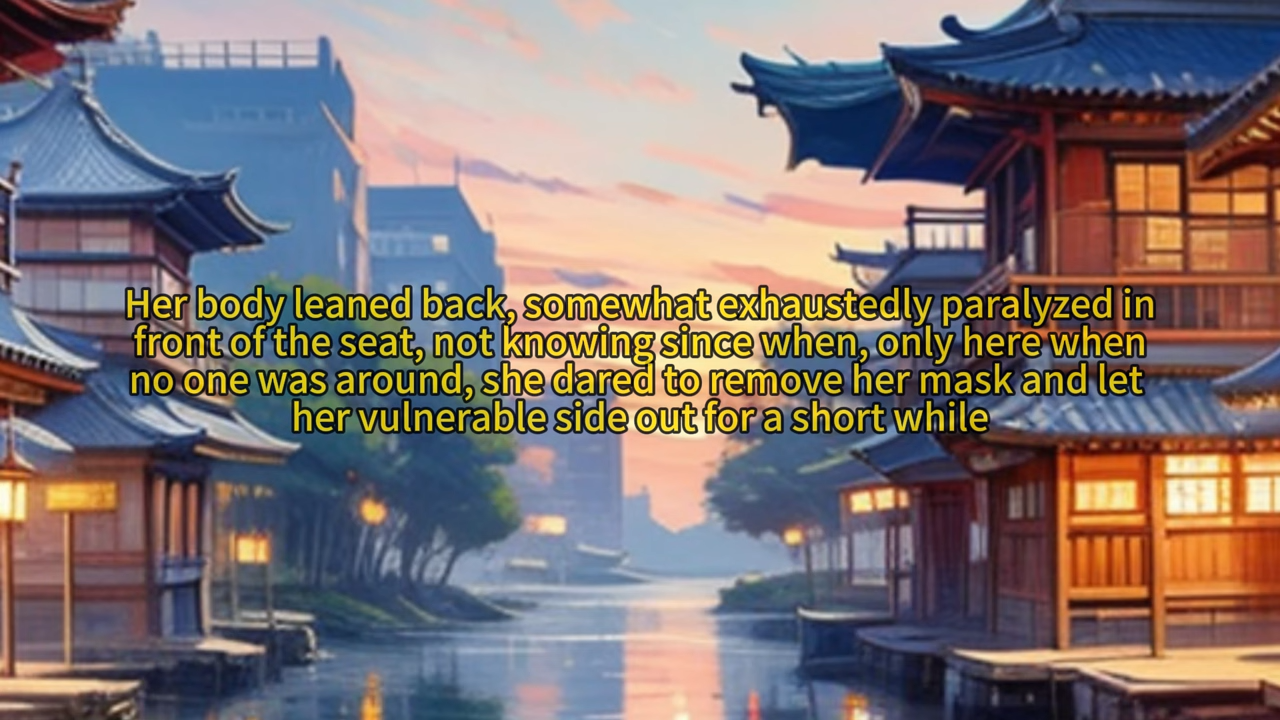 Her body leaned back, somewhat exhaustedly paralyzed in
front of the seat, not knowing since when, only here when
no one was around, she dared to remove her mask and let
her vulnerable side out for a short while